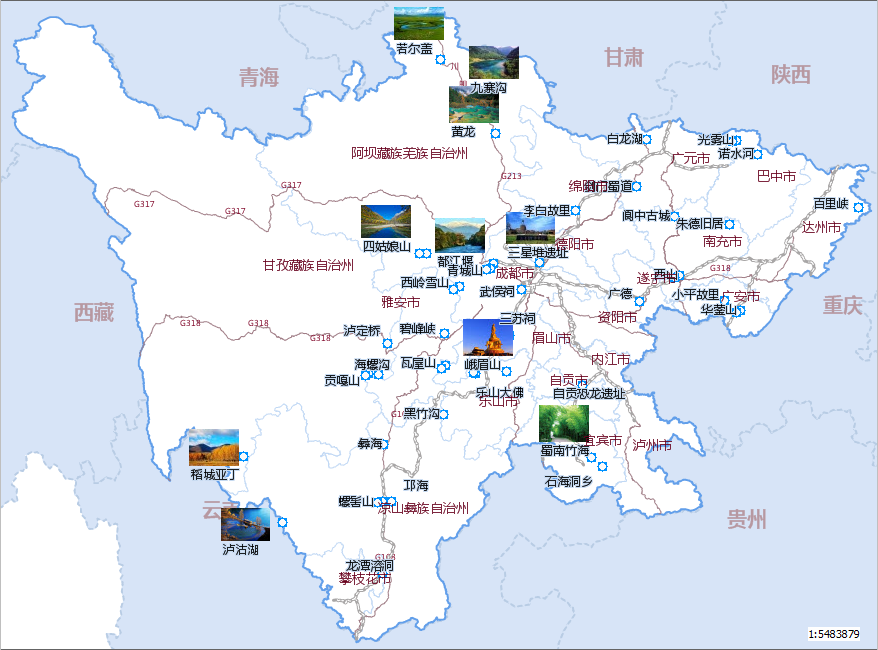 若尔盖
甘肃
青海
九寨沟
陕西
黄龙
白龙湖
光雾山
诺水河
阿坝藏族羌族自治州
广元市
巴中市
G213
G317
G317
G317
蜀道
百里峡
李白故里
阆中古城
朱德旧居
达州市
四姑娘山
德阳市
南充市
三星堆遗址
都江堰
青城山
甘孜藏族自治州
成都市
西山
G318
西岭雪山
武侯祠
广德
小平故里
广安市
西藏
雅安市
华蓥山
重庆
三苏祠
资阳市
G318
G318
G318
泸定桥
碧峰峡
眉山市
海螺沟
瓦屋山
峨眉山
内江市
贡嘎山
自贡市
乐山大佛
自贡恐龙遗址
乐山市
黑竹沟
彝海
宜宾市
泸州市
蜀南竹海
稻城亚丁
石海洞乡
邛海
螺髻山
凉山彝族自治州
云南
贵州
泸沽湖
G108
龙潭溶洞
攀枝花市
1:5483879